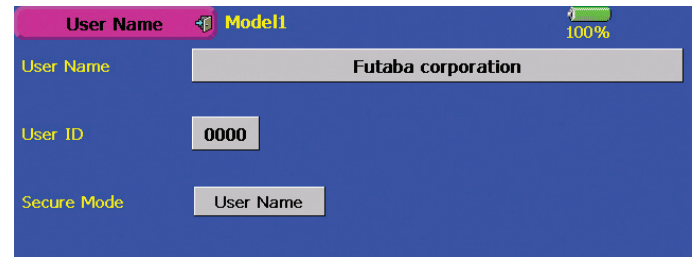 User Name Model1 100%
User Name Futaba corporation
User ID 0000
Secure Mode User Name